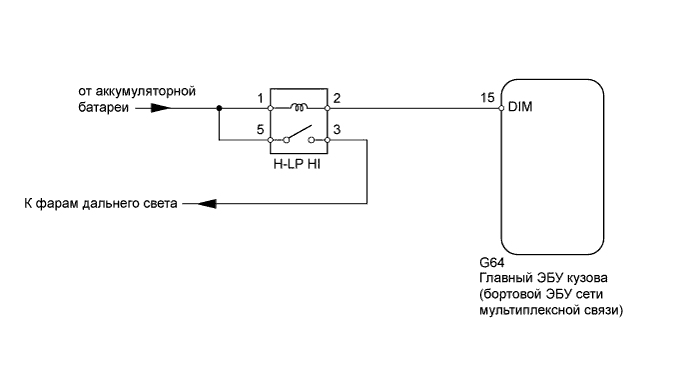 от аккумуляторной
батареи
1
2
15
DIM
5
3
H-LP HI
К фарам дальнего света
G64
Главный ЭБУ кузова
(бортовой ЭБУ сети
мультиплексной связи)